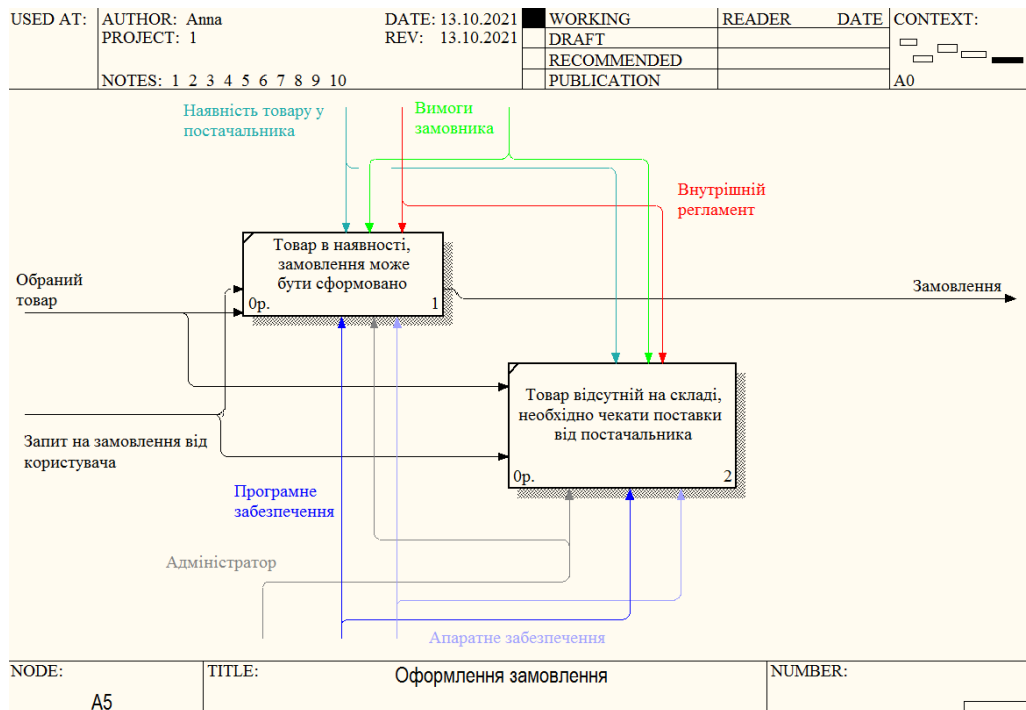 USED AT:
AUTHOR: Anna
DATE: 13.10.2021
WORKING
READER
DATE
CONTEXT:
PROJECT: 1
REV: 13.10.2021
DRAFT
RECOMMENDED
NOTES: 1 2 3 4 5 6 7 8 9 10
PUBLICATION
A0
Наявність товару у
постачальника
Вимоги
замовника
Внутрішній
регламент
Товар в наявності,
замовлення може
бути сформовано
0р.
1
Обраний
товар
Замовлення
Товар відсутній на складі,
необхідно чекати поставки
від постачальника
0р.
2
Запит на замовлення від
користувача
Програмне
забезпечення
Адміністратор
Апаратне забезпечення
NODE:
TITLE:
Оформлення замовлення
NUMBER:
A5